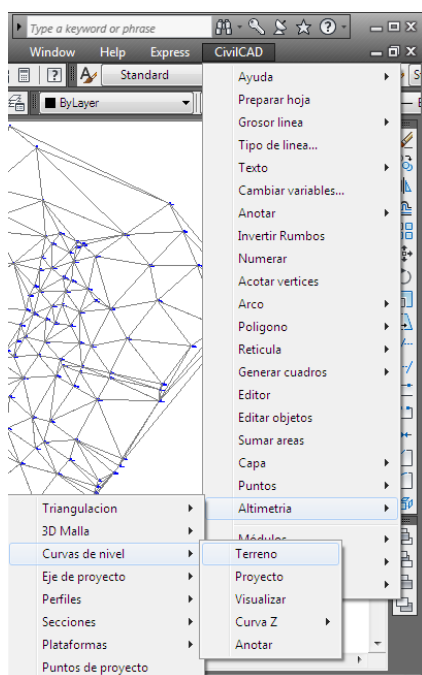 Type a keyword or phrase
Window Help Express CivilCAD
Standard
ByLayer
Ayuda
Preparar hoja
Grosor linea
Tipo de linea...
Texto
Cambiar variables...
Anotar
Invertir Rumbos
Numerar
Acotar vertices
Arco
Poligono
Reticula
Generar cuadros
Editor
Editar objetos
Sumar areas
Capa
Puntos
Altimetria
Módulos
Triangulacion
3D Malla
Curvas de nivel
Eje de proyecto
Perfiles
Secciones
Plataformas
Puntos de proyecto
Terreno
Proyecto
Visualizar
Curva Z
Anotar